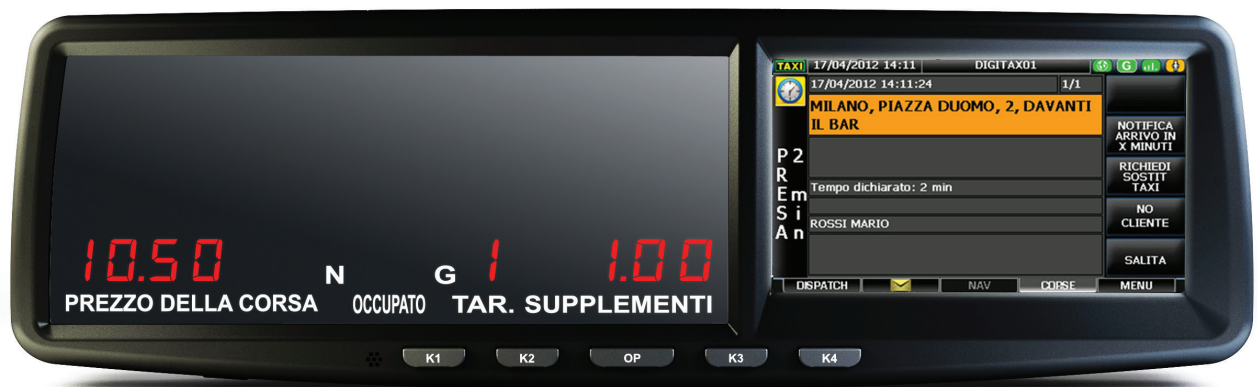 10.50
N
G
1
1.00
PREZZO DELLA CORSA
OCCUPATO
TAR. SUPPLEMENTI
TAXI
17/04/2012 14:11
DIGITAX01
G
17/04/2012 14:11:24
1/1
MILANO, PIAZZA DUOMO, 2, DAVANTI
IL BAR
PRESA
2 min
Tempo dichiarato: 2 min
ROSSI MARIO
NOTIFICA
ARRIVO IN
X MINUTI
RICHIEDI
SOSTIT
TAXI
NO
CLIENTE
SALITA
DISPATCH
NAV
CORSE
MENU
K1
K2
OP
K3
K4